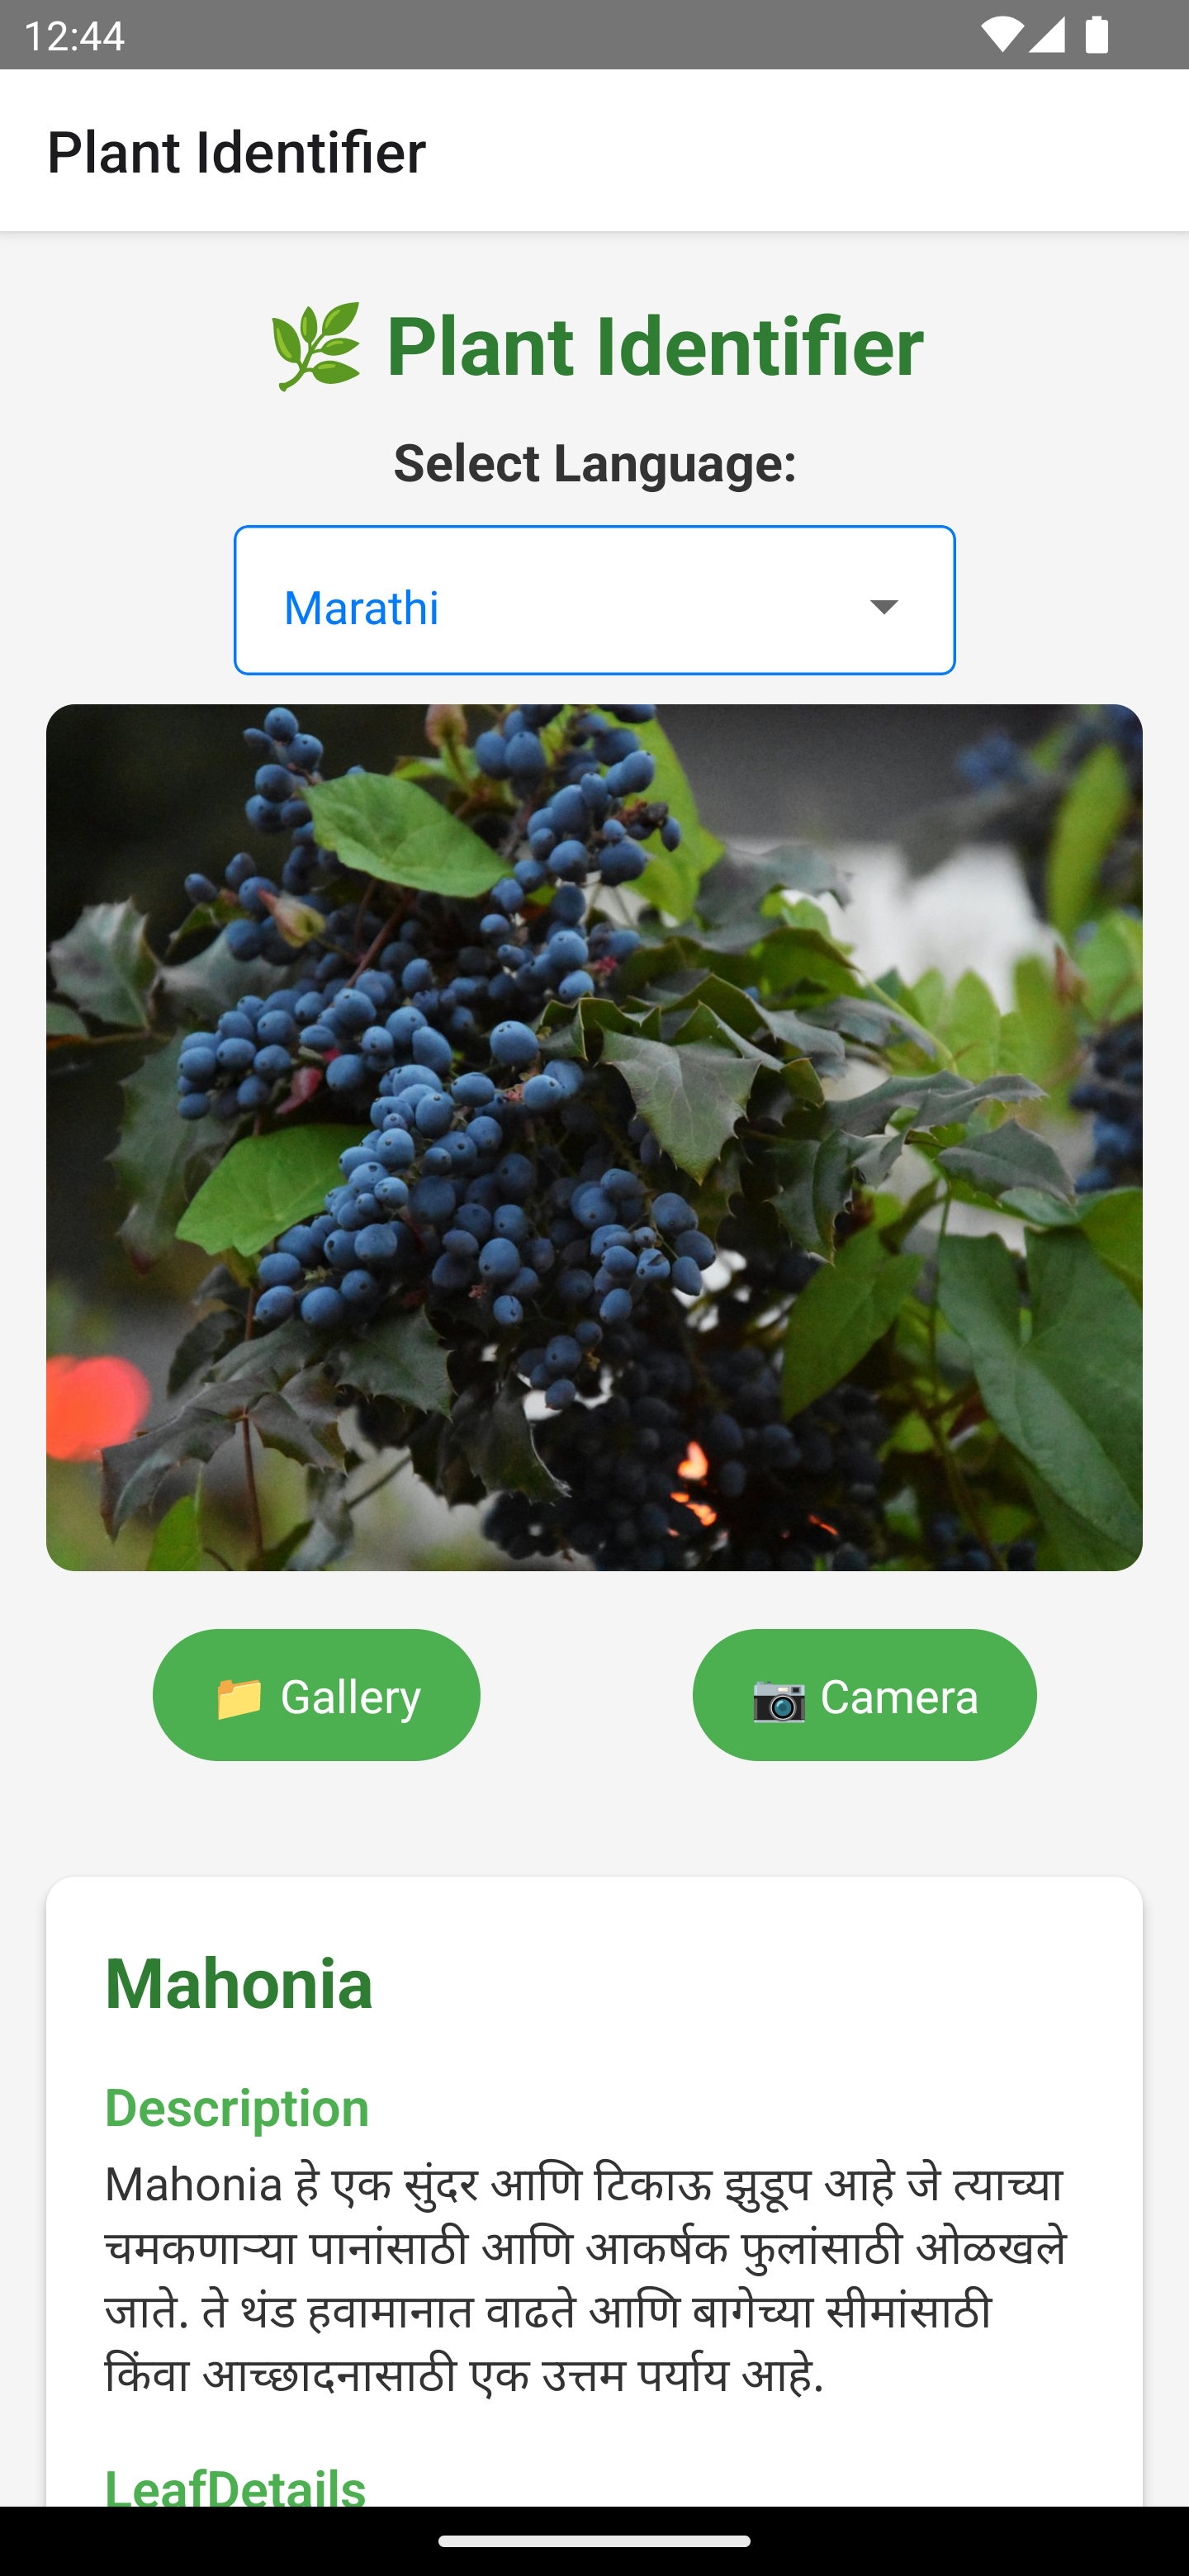 12:44
Plant Identifier
🌿 Plant Identifier
Select Language:
Marathi
📁 Gallery
📷 Camera
Mahonia
Description
Mahonia हे एक सुंदर आणि टिकाऊ झुडूप आहे जे त्याच्या
चमकणाऱ्या पानांसाठी आणि आकर्षक फुलांसाठी ओळखले
जाते. ते थंड हवामानात वाढते आणि बागेच्या सीमांसाठी
किंवा आच्छादनासाठी एक उत्तम पर्याय आहे.
LeafDetails